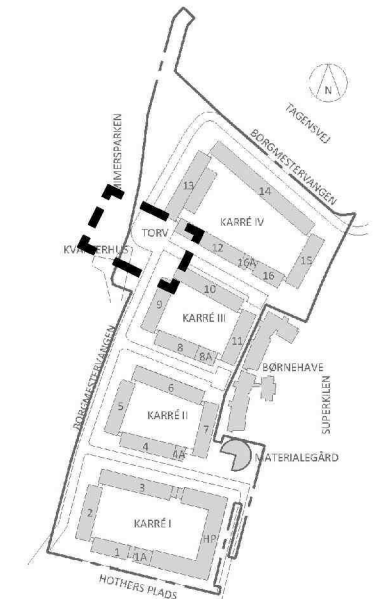 N
TAGENSVEJ
BORGMESTERVANGEN
MIMERSPARKEN
13
14
KARRÉ IV
TORV
12
16A
16
15
KVARTERHUS
10
9
KARRÉ III
11
8
8A
BØRNEHAVE
SUPERKILEN
BORGMESTERVANGEN
6
5
KARRÉ II
7
4
4A
MATERIALEGÅRD
3
2
KARRÉ I
HP
1
1A
HOTHERS PLADS